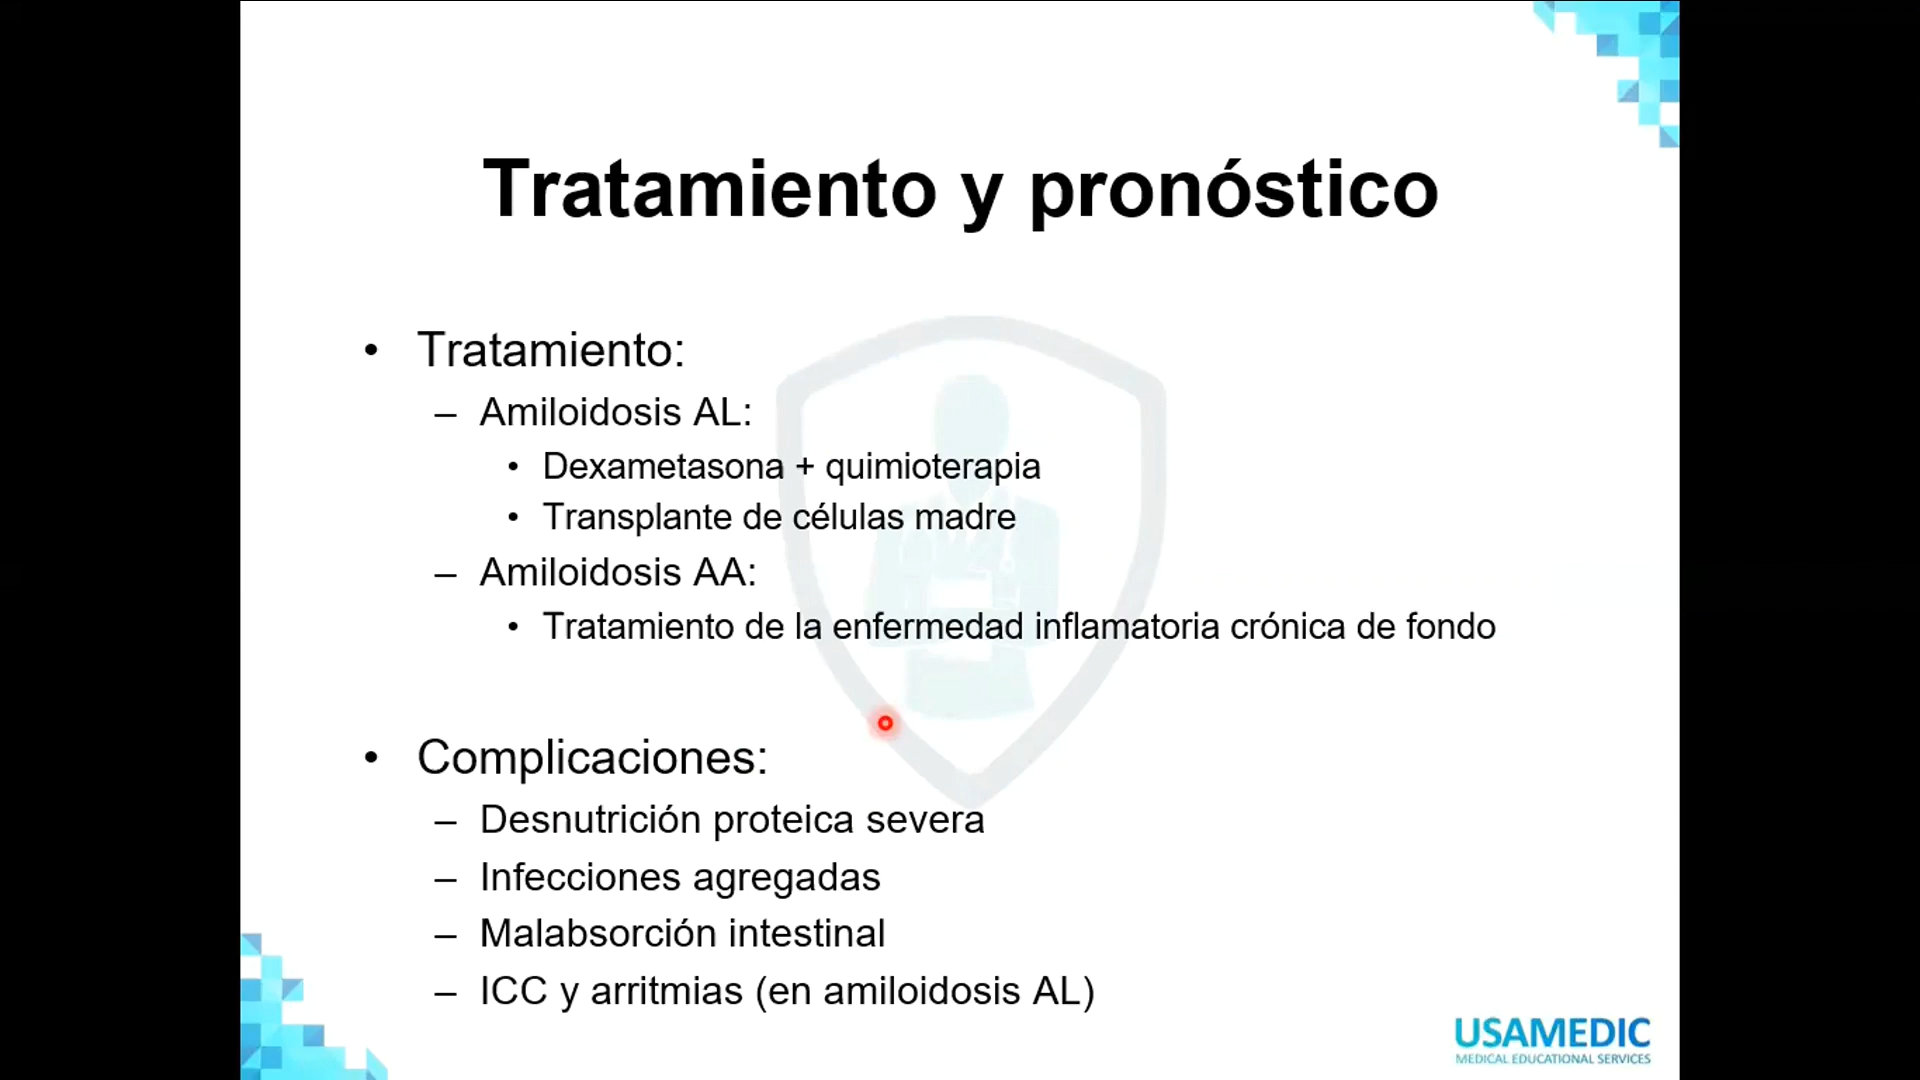 Tratamiento y pronóstico
• Tratamiento:
– Amiloidosis AL:
• Dexametasona + quimioterapia
• Transplante de células madre
– Amiloidosis AA:
• Tratamiento de la enfermedad inflamatoria crónica de fondo
• Complicaciones:
– Desnutrición proteica severa
– Infecciones agregadas
– Malabsorción intestinal
– ICC y arritmias (en amiloidosis AL)
USAMEDIC
MEDICAL EDUCATIONAL SERVICES